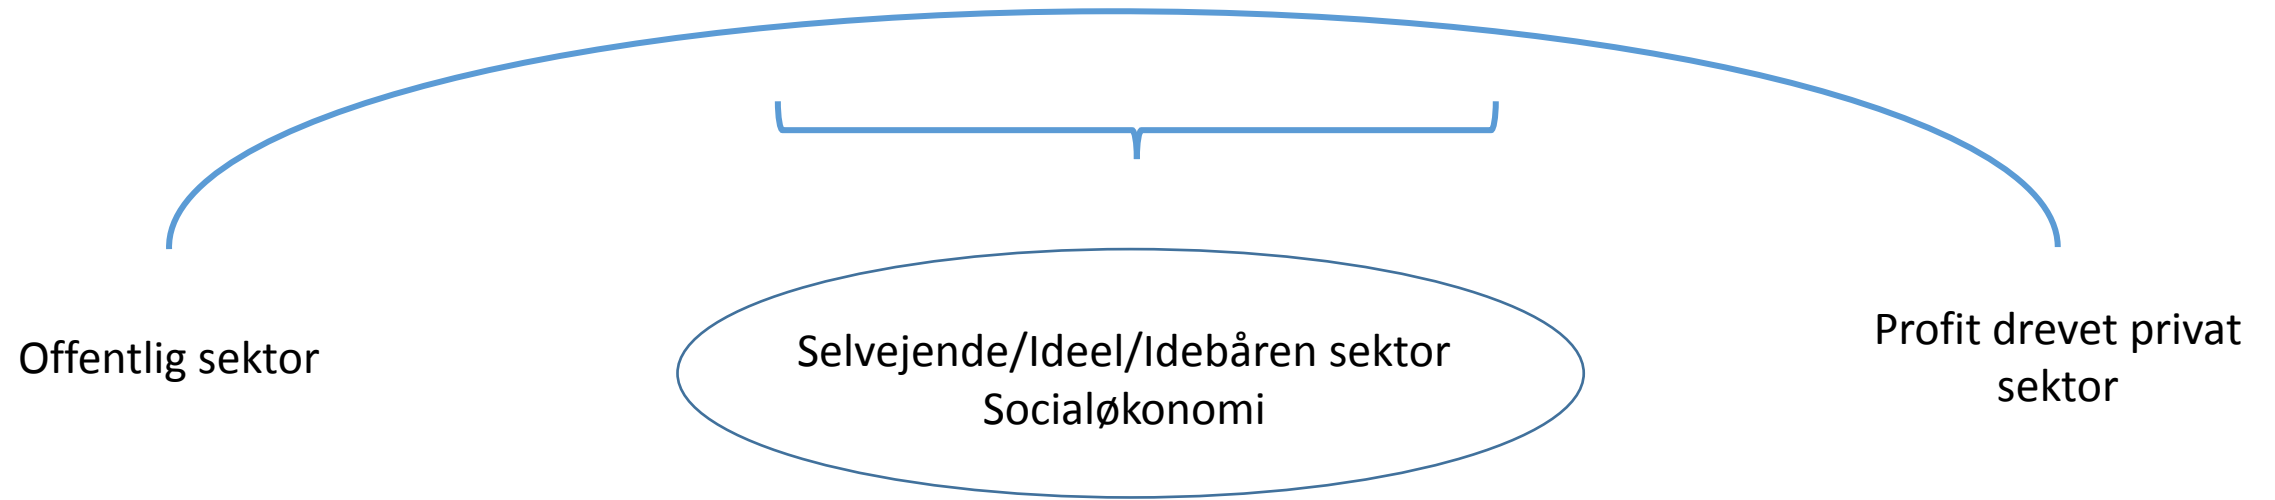 Offentlig sektor
Selvejende/Ideel/Idebåren sektor
Socialøkonomi
Profit drevet privat
sektor